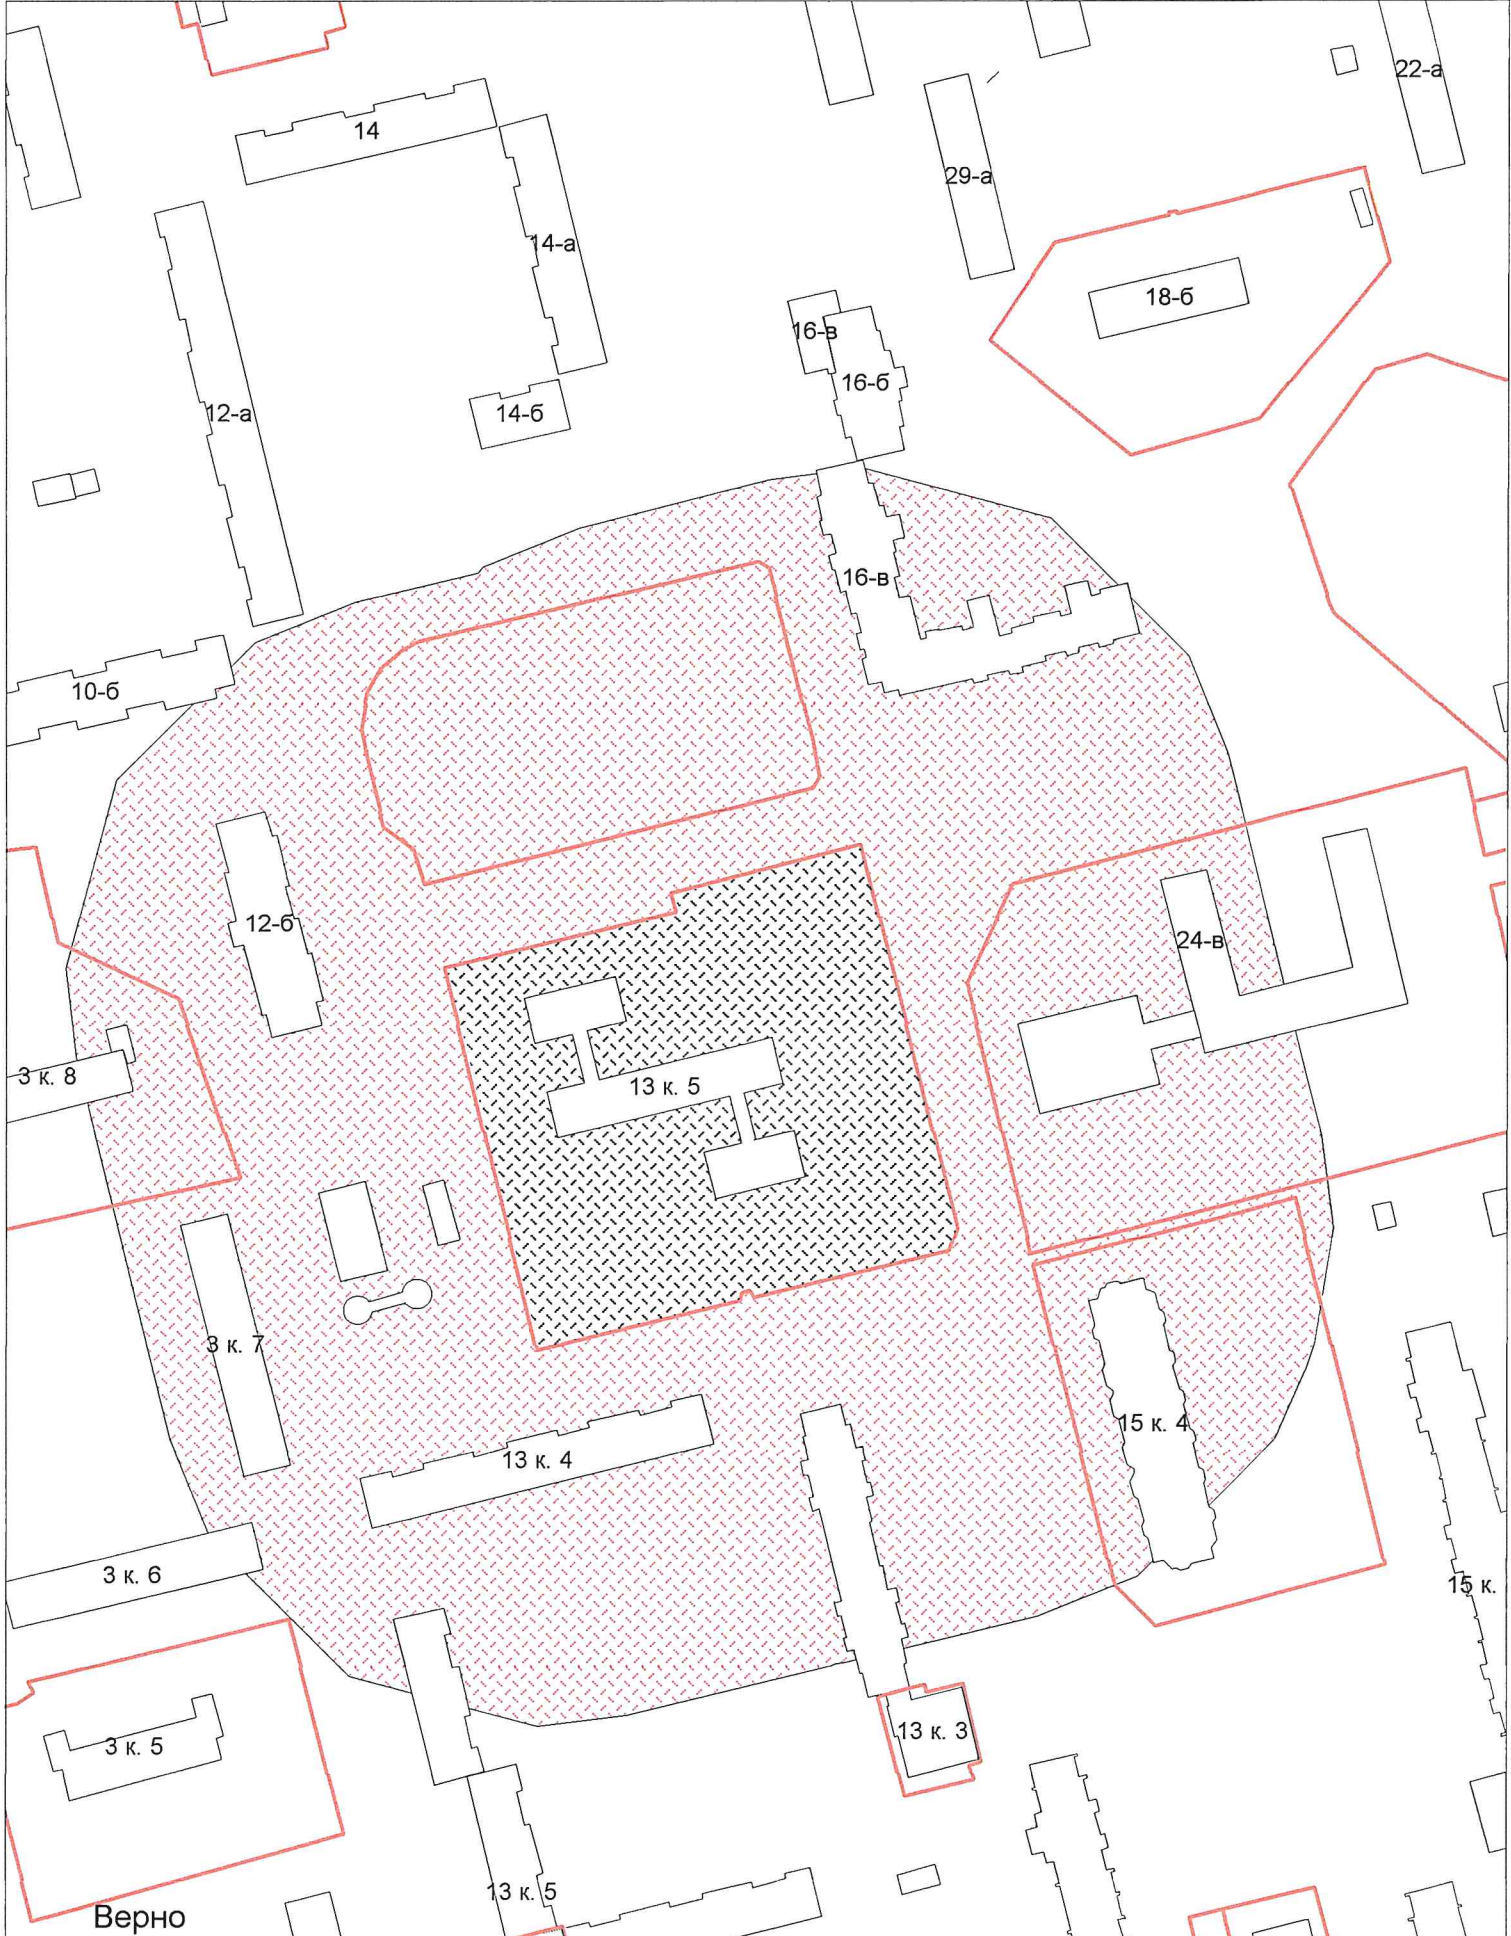 22-а
14
29-а
14-а
18-б
16-в
16-б
12-а
14-б
16-в
10-б
12-б
24-в
3 к. 8
13 к. 5
3 к. 7
15 к. 4
13 к. 4
3 к. 6
15 к.
13 к. 3
3 к. 5
13 к. 5
Верно